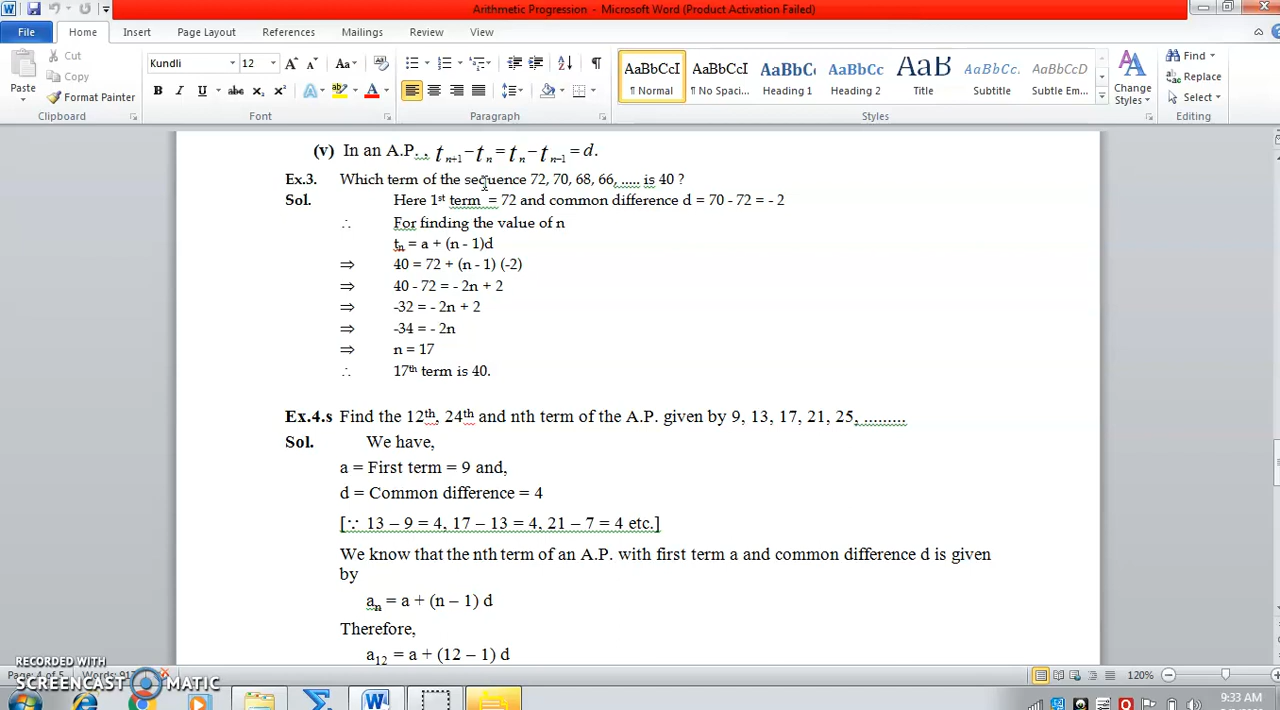 Arithmetic Progression - Microsoft Word (Product Activation Failed)
File Home Insert Page Layout References Mailings Review View
Cut
Copy
Format Painter
Paste
Clipboard
Kundli 12
Font
Paragraph
AaBbCcI AaBbCcI AaBbCc AaBbCc AaB AaBbCc. AaBbCc.
¶ Normal ¶ No Spaci... Heading 1 Heading 2 Title Subtitle Subtle Em...
Change Styles
Styles
Find
Replace
Select
Editing
(v) In an A.P. , t n+1 − t n = t n − t n−1 = d.
Ex.3. Which term of the sequence 72, 70, 68, 66, ..... is 40 ?
Sol. Here 1st term = 72 and common difference d = 70 - 72 = - 2
∴ For finding the value of n
tn = a + (n - 1)d
⇒ 40 = 72 + (n - 1) (-2)
⇒ 40 - 72 = - 2n + 2
⇒ -32 = - 2n + 2
⇒ -34 = - 2n
⇒ n = 17
∴ 17th term is 40.
Ex.4.s Find the 12th, 24th and nth term of the A.P. given by 9, 13, 17, 21, 25, .........
Sol. We have,
a = First term = 9 and,
d = Common difference = 4
[∵ 13 – 9 = 4, 17 – 13 = 4, 21 – 7 = 4 etc.]
We know that the nth term of an A.P. with first term a and common difference d is given
by
an = a + (n – 1) d
Therefore,
a12 = a + (12 – 1) d
RECORDED WITH
SCREENCAST MATIC
Page: 4 of 5 Words: 917
120%
9:33 AM